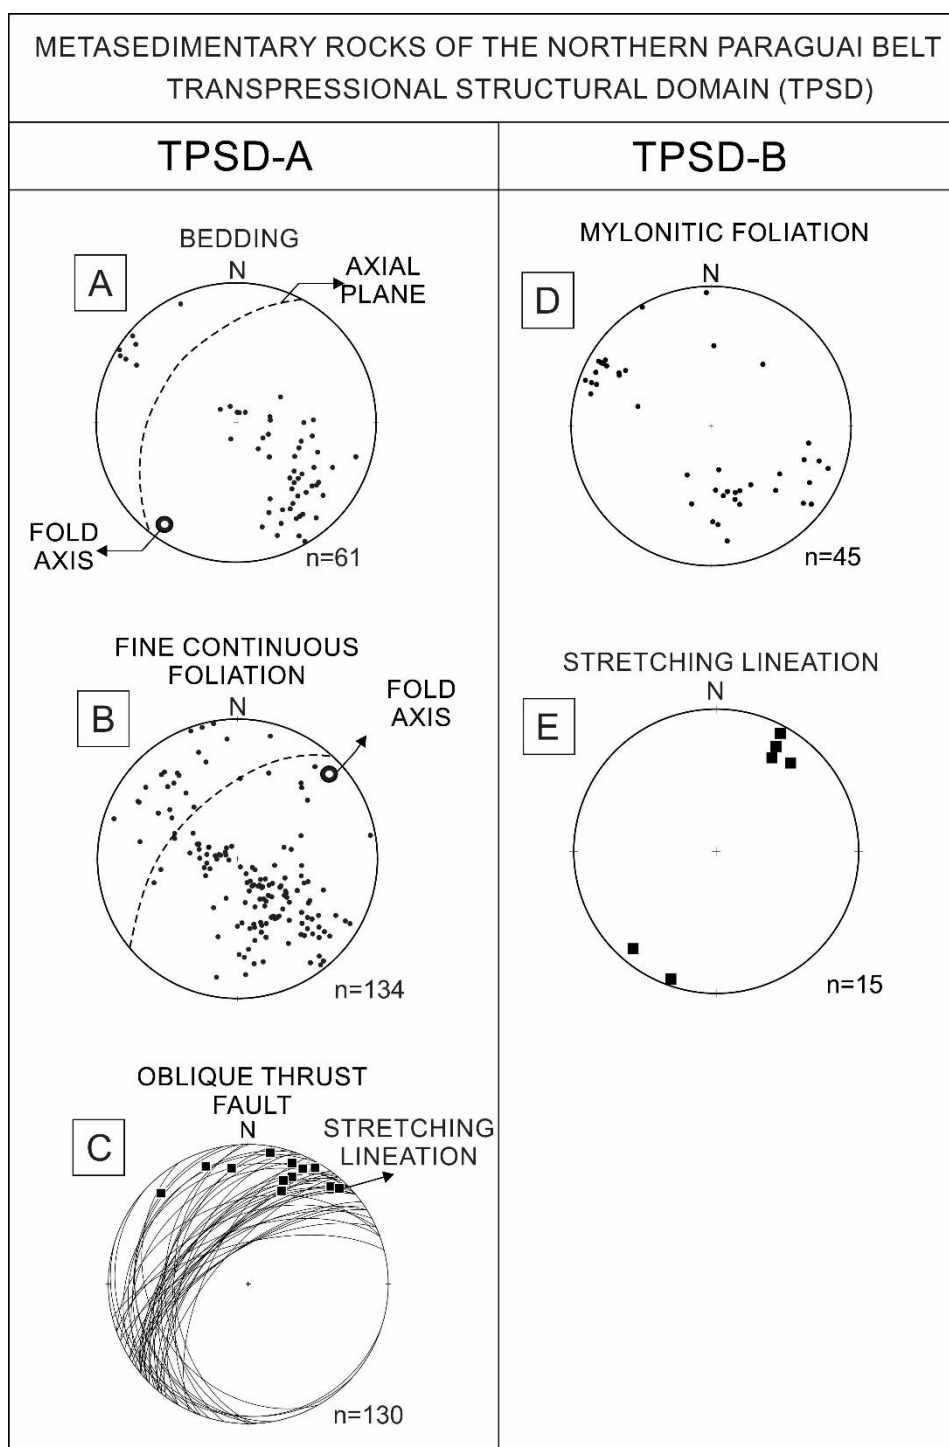 METASEDIMENTARY ROCKS OF THE NORTHERN PARAGUAI BELT
TRANSPRESSIONAL STRUCTURAL DOMAIN (TPSD)
TPSD-A
TPSD-B
BEDDING
A
N
AXIAL
PLANE
FOLD
AXIS
n=61
FINE CONTINUOUS
FOLIATION
B
N
FOLD
AXIS
n=134
OBLIQUE THRUST
FAULT
C
N
STRETCHING
LINEATION
n=130
MYLONITIC FOLIATION
D
N
n=45
STRETCHING LINEATION
E
N
n=15